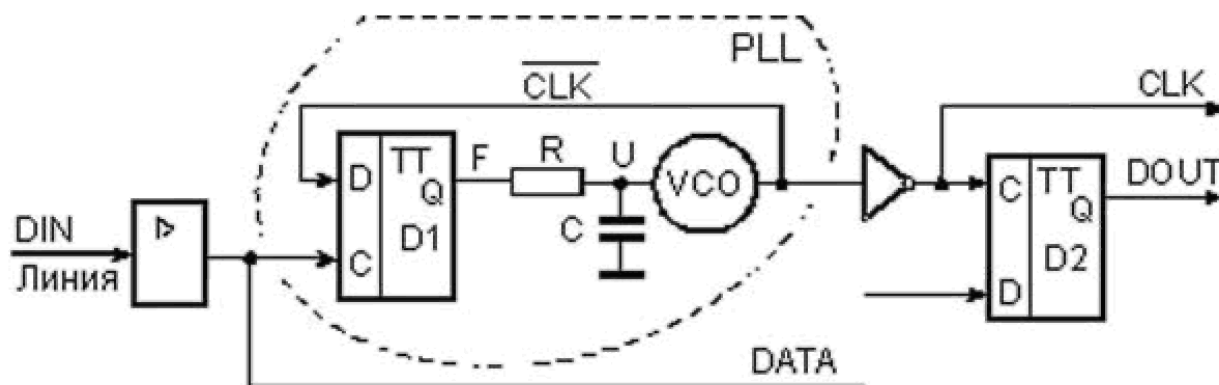 PLL
CLK
CLK
D
TT
Q
D1
C
F
R
U
C
VCO
C
TT
Q
D2
D
DOUT
DIN
Линия
DATA